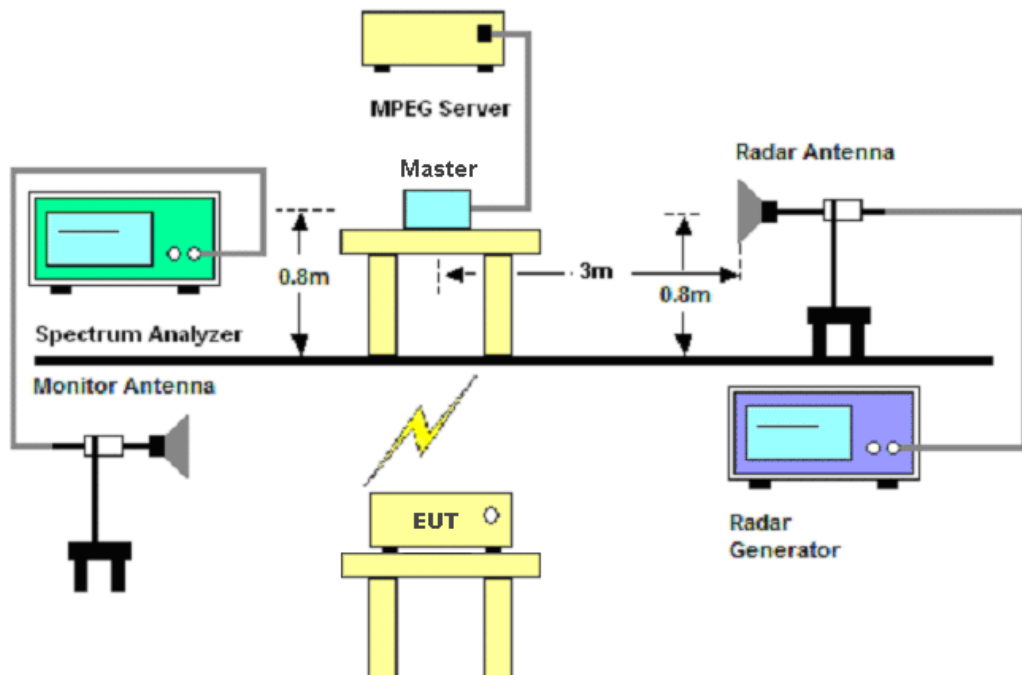 MPEG Server
Master
Radar Antenna
0.8m
3m
0.8m
Spectrum Analyzer
Monitor Antenna
EUT
Radar
Generator